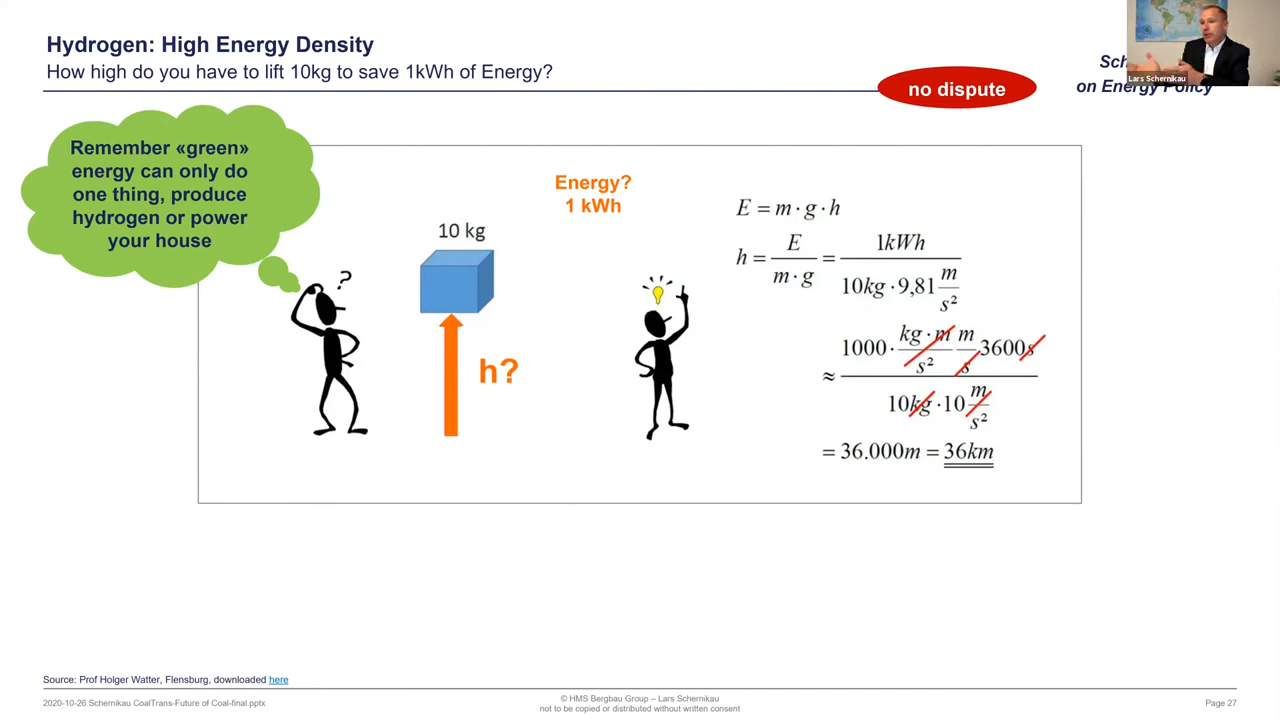 Hydrogen: High Energy Density
How high do you have to lift 10kg to save 1kWh of Energy?
no dispute
on Energy Policy
Lars Schernikau
Remember «green»
energy can only do
one thing, produce
hydrogen or power
your house
?
10 kg
h?
Energy?
1 kWh
E = m · g · h
h = E / (m · g) = 1kWh / (10kg · 9,81 m/s²)
≈ (1000 · kg · m/s² m/s 3600s) / (10kg · 10 m/s²)
= 36.000m = 36km
Source: Prof Holger Watter, Flensburg, downloaded here
2020-10-26 Schernikau CoalTrans-Future of Coal-final.pptx
© HMS Bergbau Group – Lars Schernikau
not to be copied or distributed without written consent
Page 27